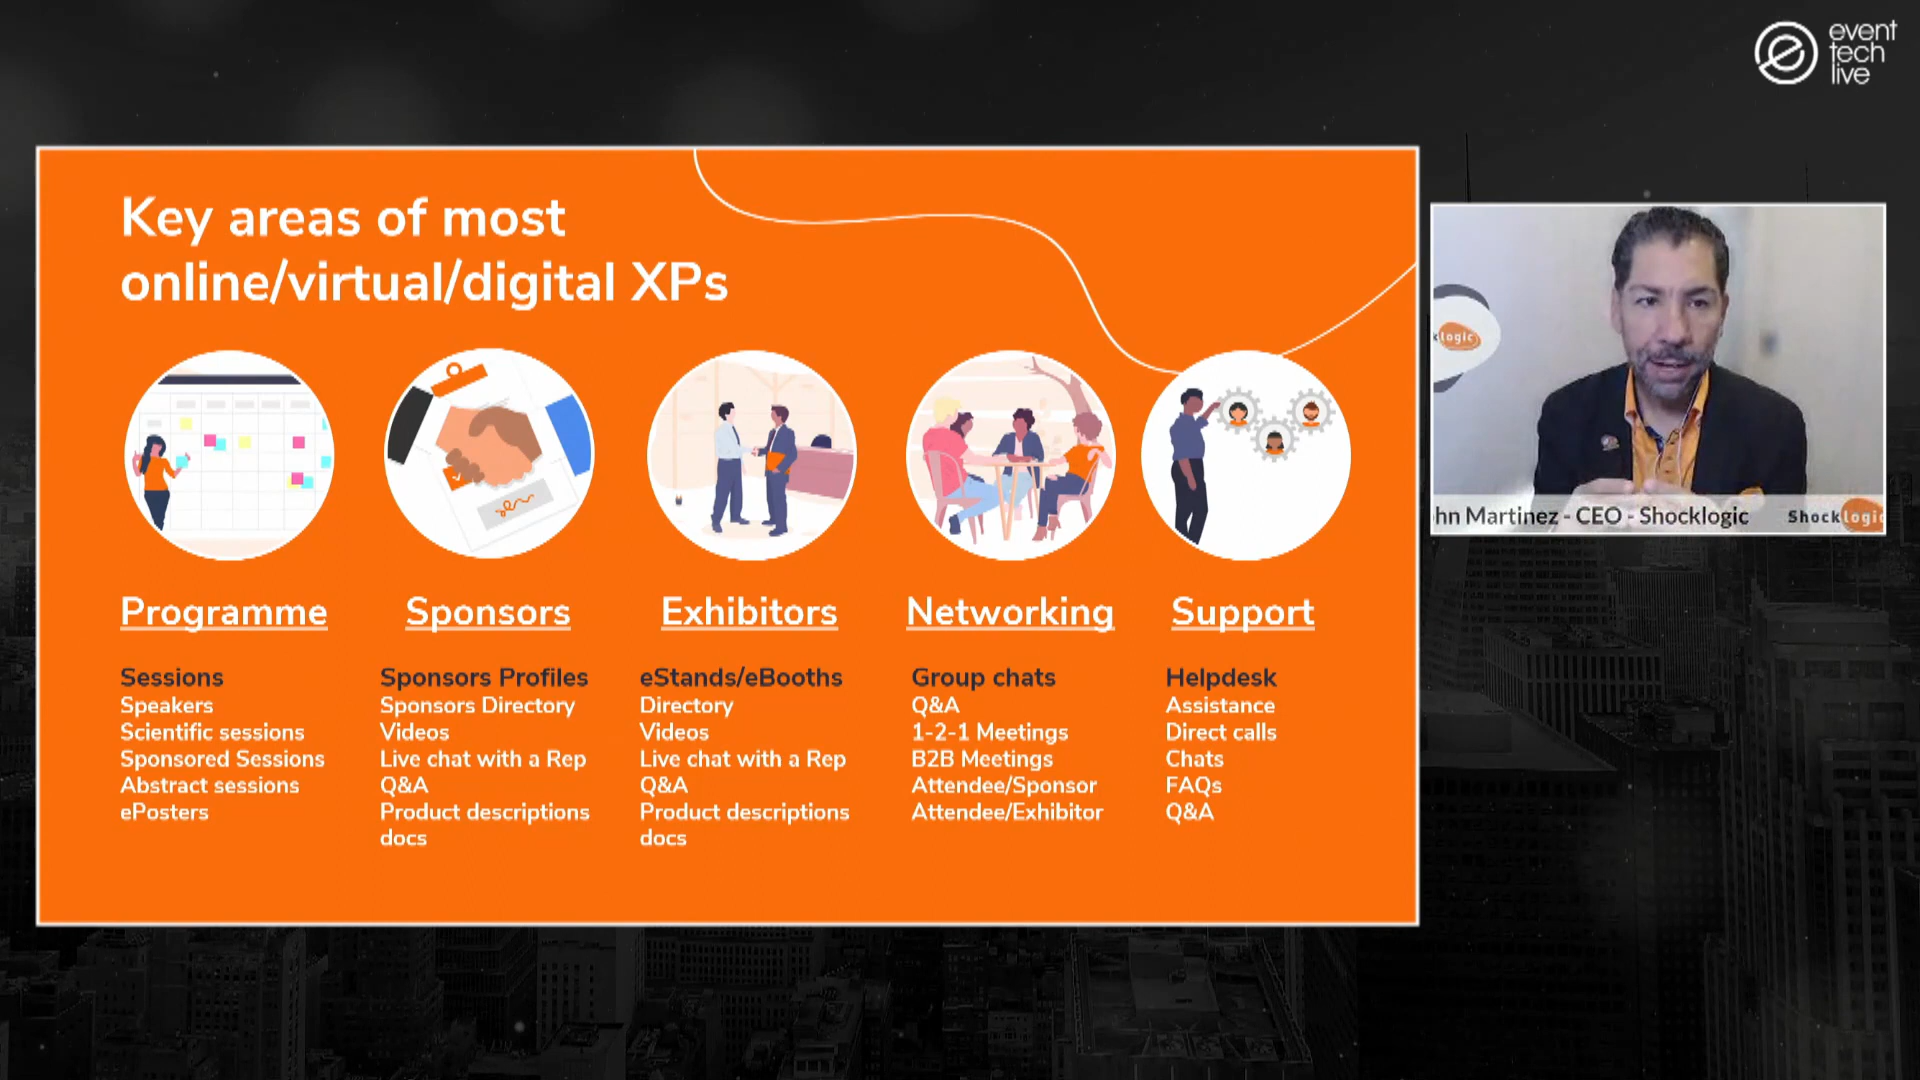 event
tech
live
Key areas of most
online/virtual/digital XPs
Programme
Sessions
Speakers
Scientific sessions
Sponsored Sessions
Abstract sessions
ePosters
Sponsors
Sponsors Profiles
Sponsors Directory
Videos
Live chat with a Rep
Q&A
Product descriptions
docs
Exhibitors
eStands/eBooths
Directory
Videos
Live chat with a Rep
Q&A
Product descriptions
docs
Networking
Group chats
Q&A
1-2-1 Meetings
B2B Meetings
Attendee/Sponsor
Attendee/Exhibitor
Support
Helpdesk
Assistance
Direct calls
Chats
FAQs
Q&A
klogic
hn Martinez - CEO - Shocklogic
Shocklogic